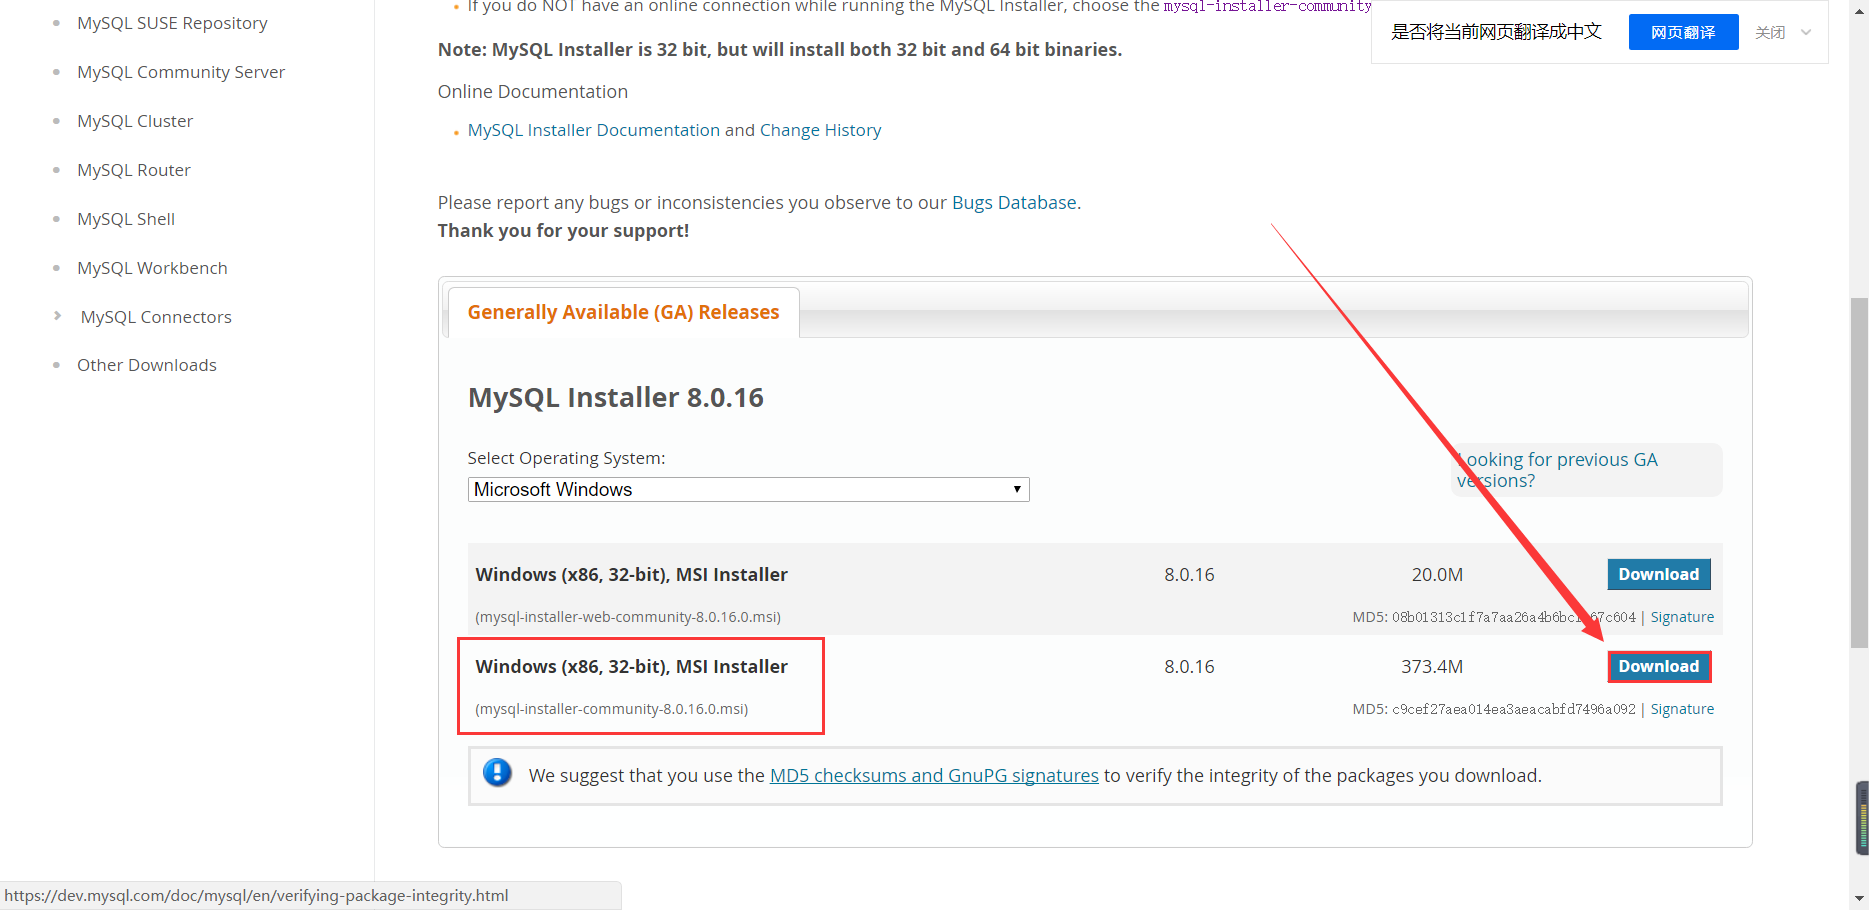 MySQL SUSE Repository
MySQL Community Server
MySQL Cluster
MySQL Router
MySQL Shell
MySQL Workbench
MySQL Connectors
Other Downloads
If you do NOT have an online connection while running the MySQL Installer, choose the mysql-installer-community
是否将当前网页翻译成中文 网页翻译 关闭
Note: MySQL Installer is 32 bit, but will install both 32 bit and 64 bit binaries.
Online Documentation
MySQL Installer Documentation and Change History
Please report any bugs or inconsistencies you observe to our Bugs Database.
Thank you for your support!
Generally Available (GA) Releases
MySQL Installer 8.0.16
Select Operating System:
Microsoft Windows
Looking for previous GA
versions?
Windows (x86, 32-bit), MSI Installer 8.0.16 20.0M Download
(mysql-installer-web-community-8.0.16.0.msi) MD5: | Signature
Windows (x86, 32-bit), MSI Installer 8.0.16 373.4M Download
(mysql-installer-community-8.0.16.0.msi) MD5: c9cef27aea014ea3aeacabfd7496a092 | Signature
We suggest that you use the MD5 checksums and GnuPG signatures to verify the integrity of the packages you download.
https://dev.mysql.com/doc/mysql/en/verifying-package-integrity.html